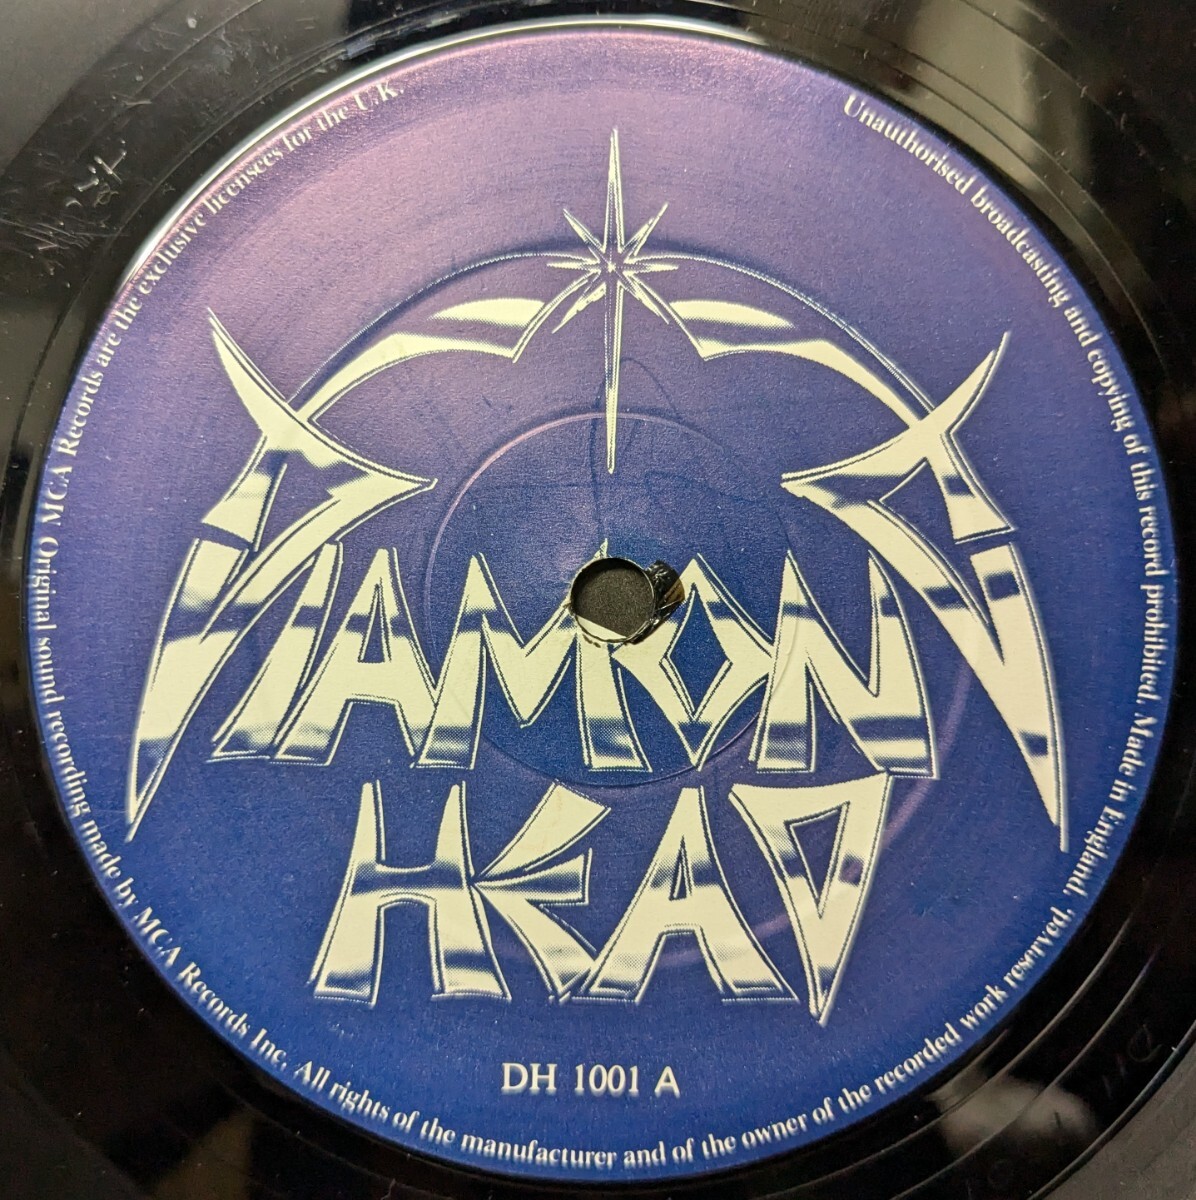 DIAMOND
HEAD
DH 1001 A
Original sound recording made by MCA Records Inc. All rights of the manufacturer and of the owner of the recorded work reserved. Unauthorised broadcasting and copying of this record prohibited. Made in England.
MCA Records are the exclusive licensees for the U.K.